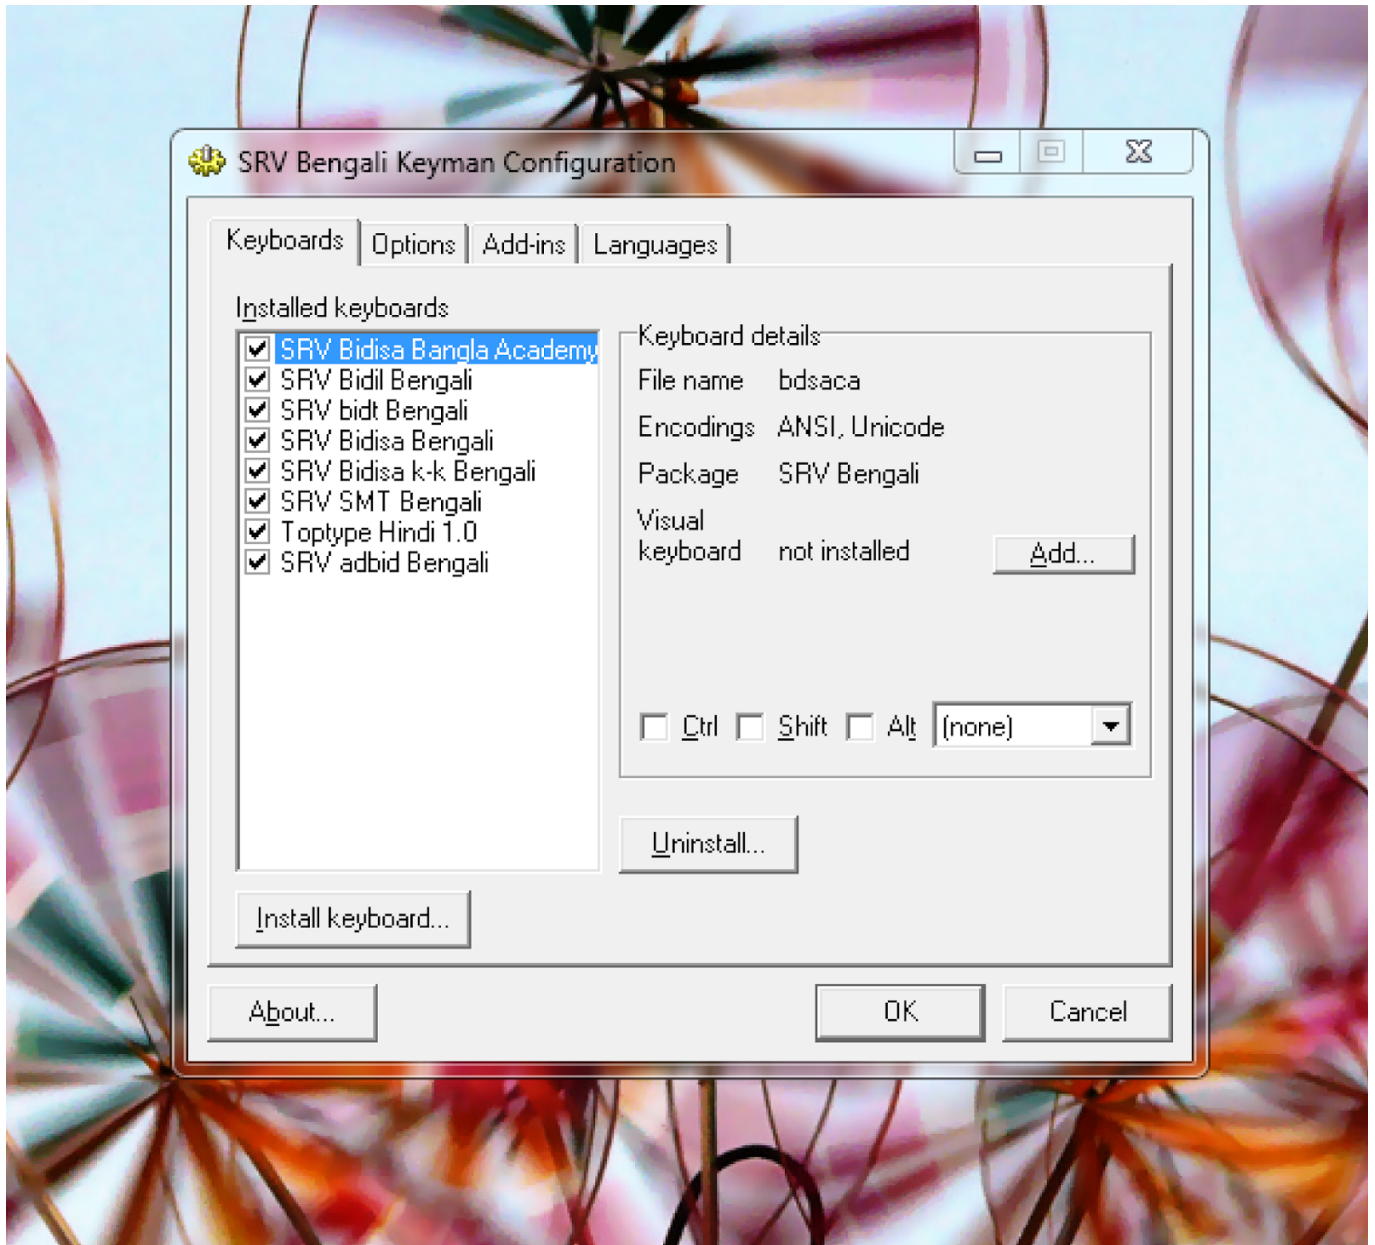 SRV Bengali Keyman Configuration
Keyboards Options Add-ins Languages
Installed keyboards
SRV Bidisa Bangla Academy
SRV Bidil Bengali
SRV bidt Bengali
SRV Bidisa Bengali
SRV Bidisa k-k Bengali
SRV SMT Bengali
Toptype Hindi 1.0
SRV adbid Bengali
Keyboard details
File name bdsaca
Encodings ANSI, Unicode
Package SRV Bengali
Visual
keyboard not installed Add...
Ctrl Shift Alt (none)
Uninstall...
Install keyboard...
About... OK Cancel